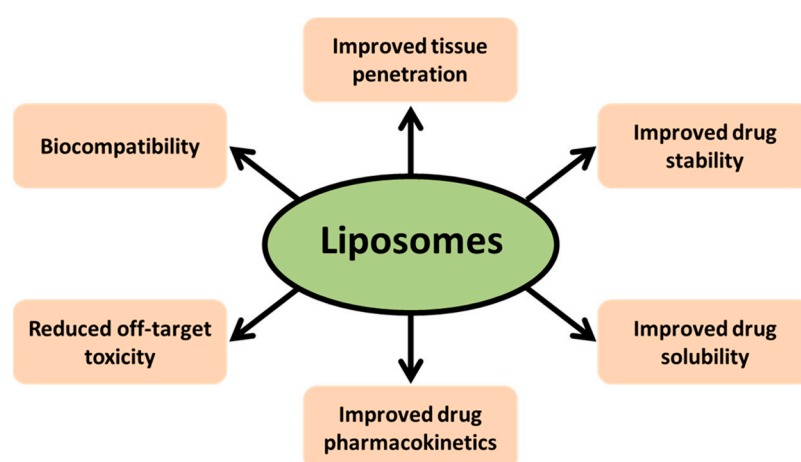 Improved tissue
penetration
Biocompatibility
Improved drug
stability
Liposomes
Reduced off-target
toxicity
Improved drug
solubility
Improved drug
pharmacokinetics